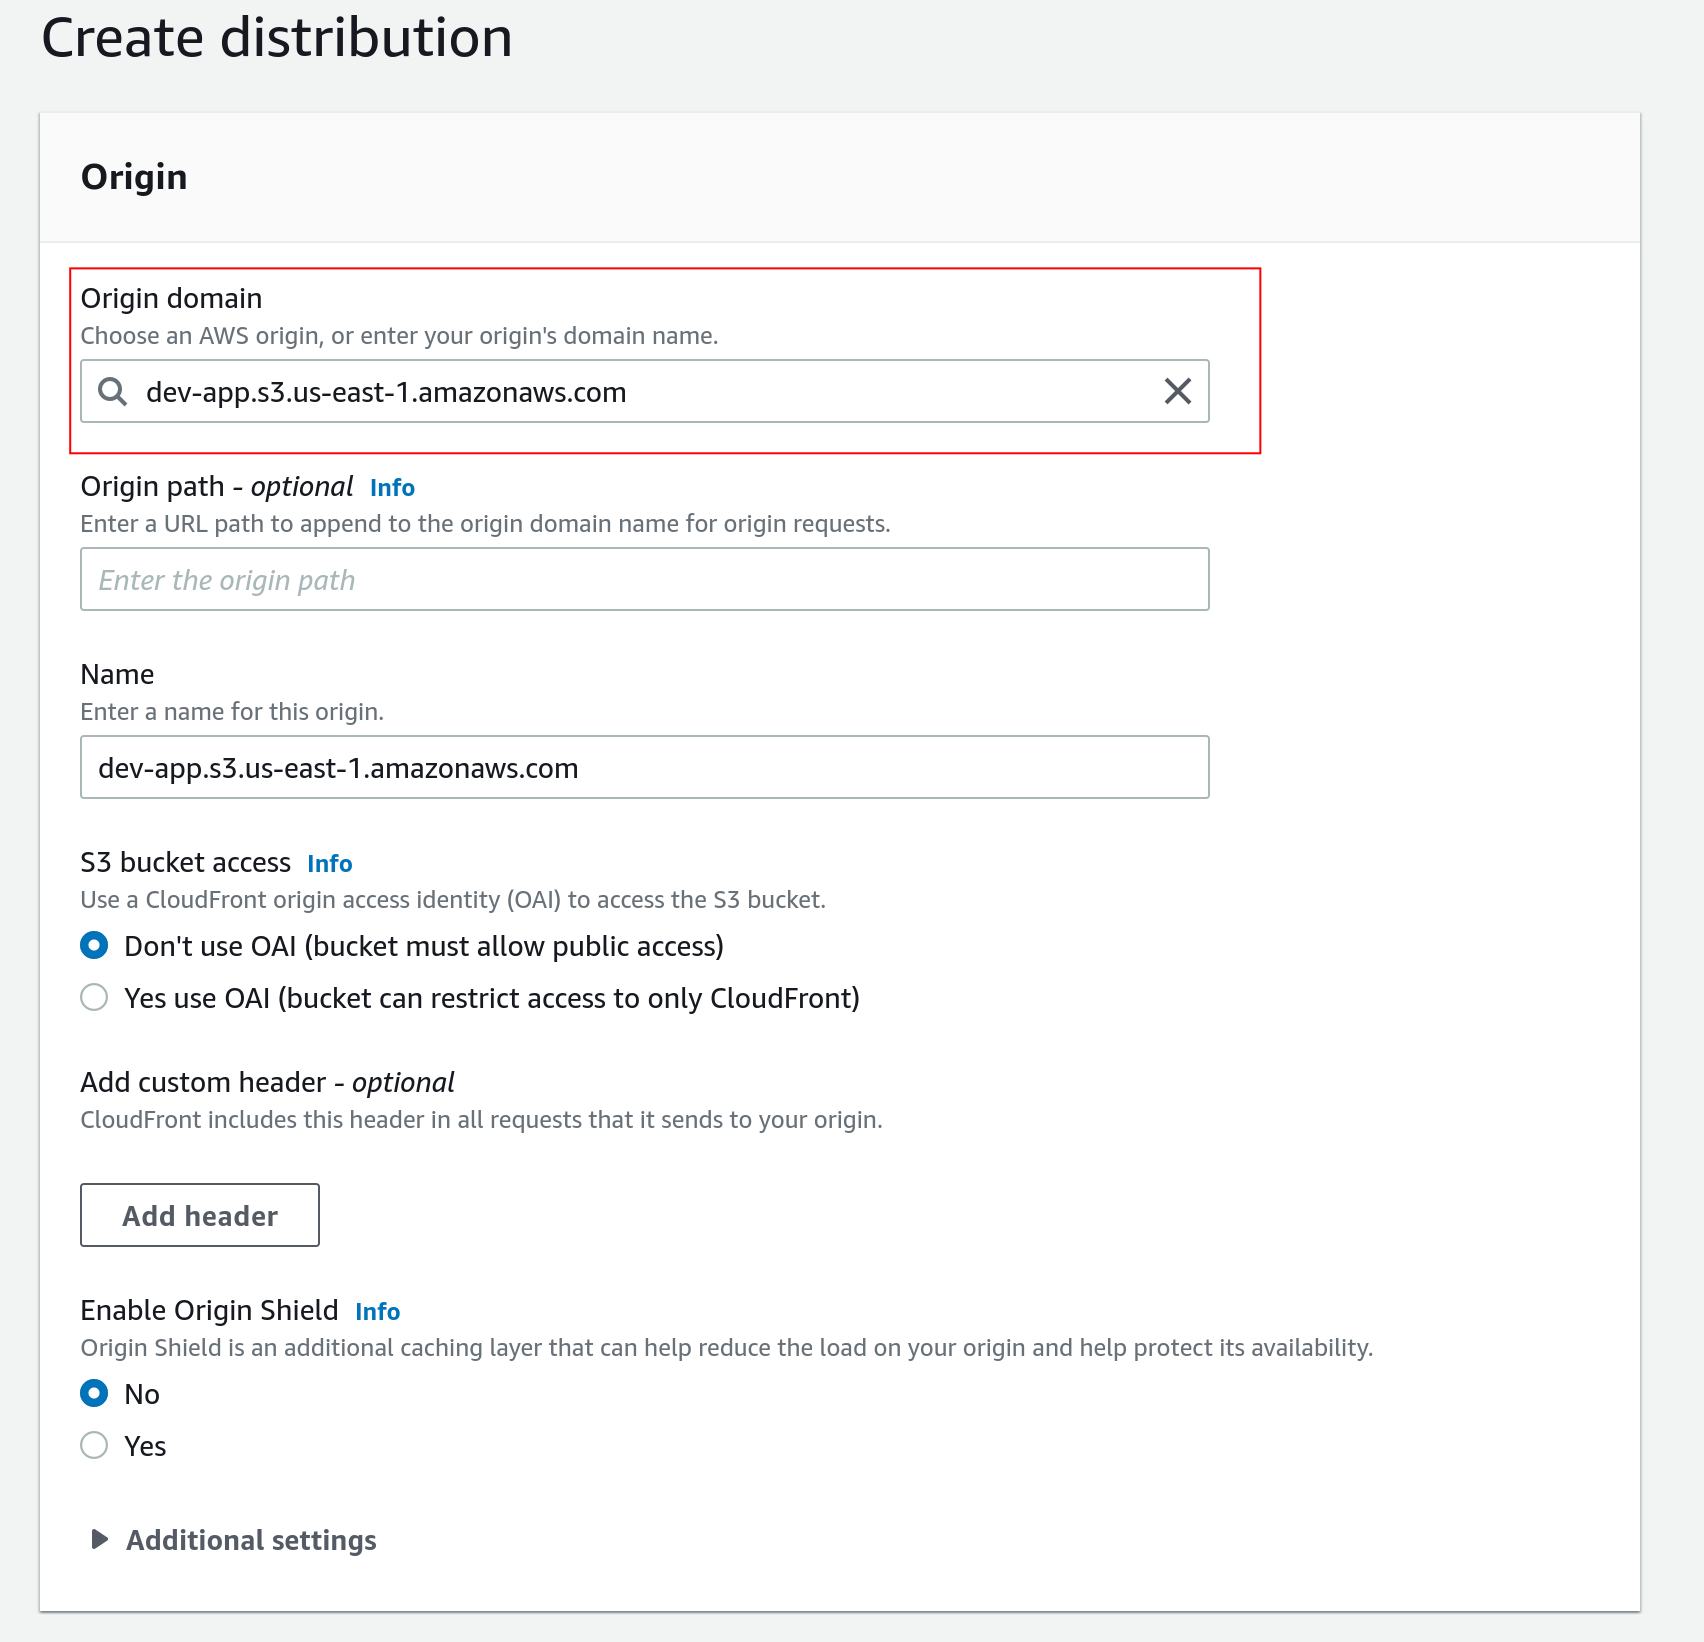 Create distribution
Origin
Origin domain
Choose an AWS origin, or enter your origin's domain name.
dev-app.s3.us-east-1.amazonaws.com
Origin path - optional Info
Enter a URL path to append to the origin domain name for origin requests.
Enter the origin path
Name
Enter a name for this origin.
dev-app.s3.us-east-1.amazonaws.com
S3 bucket access Info
Use a CloudFront origin access identity (OAI) to access the S3 bucket.
Don't use OAI (bucket must allow public access)
Yes use OAI (bucket can restrict access to only CloudFront)
Add custom header - optional
CloudFront includes this header in all requests that it sends to your origin.
Add header
Enable Origin Shield Info
Origin Shield is an additional caching layer that can help reduce the load on your origin and help protect its availability.
No
Yes
Additional settings